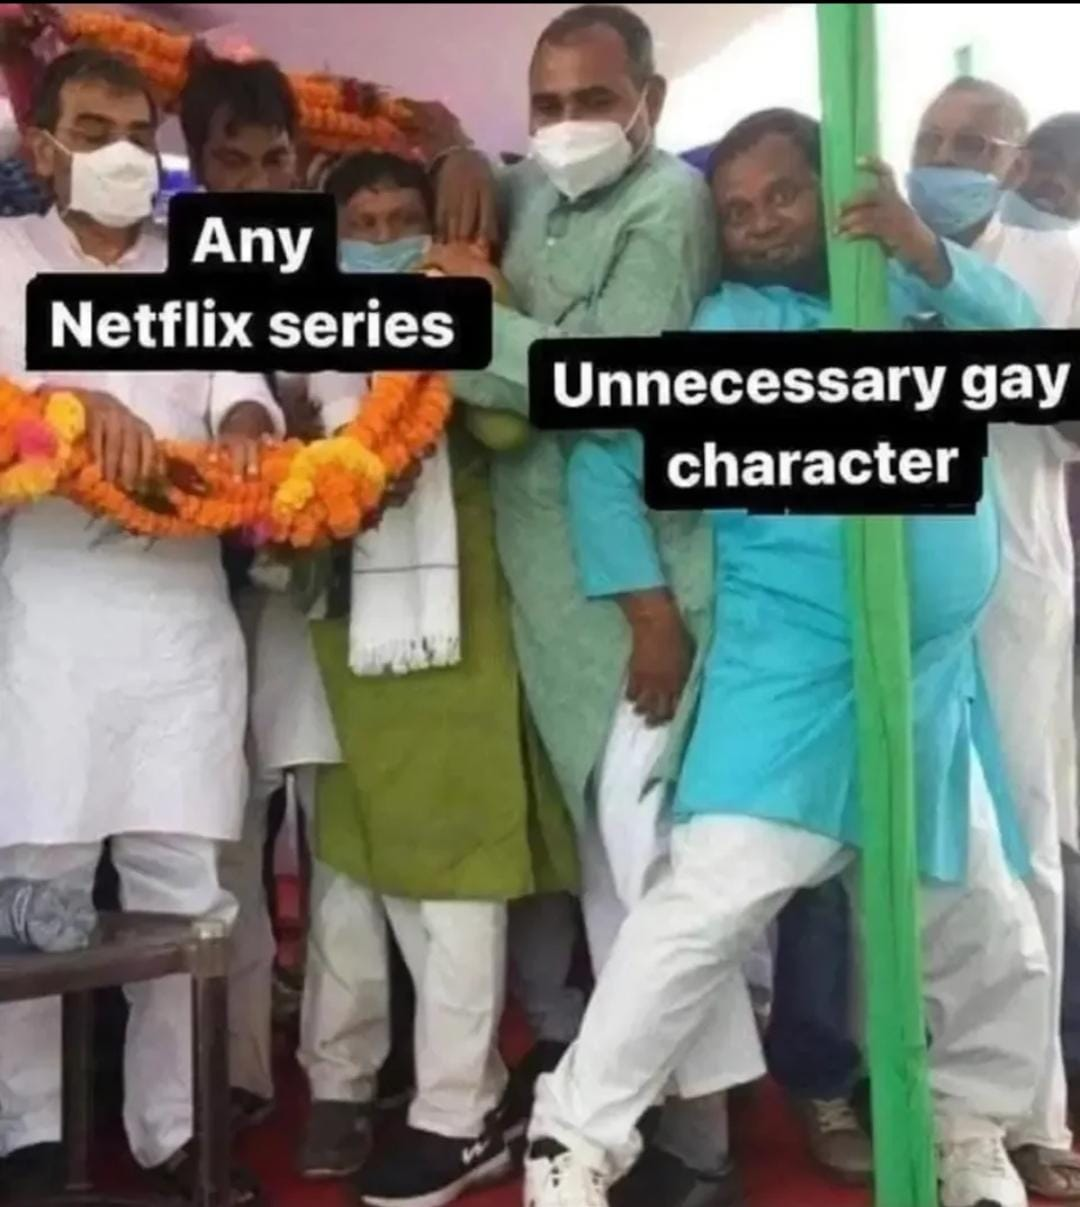 Any
Netflix series
Unnecessary gay
character